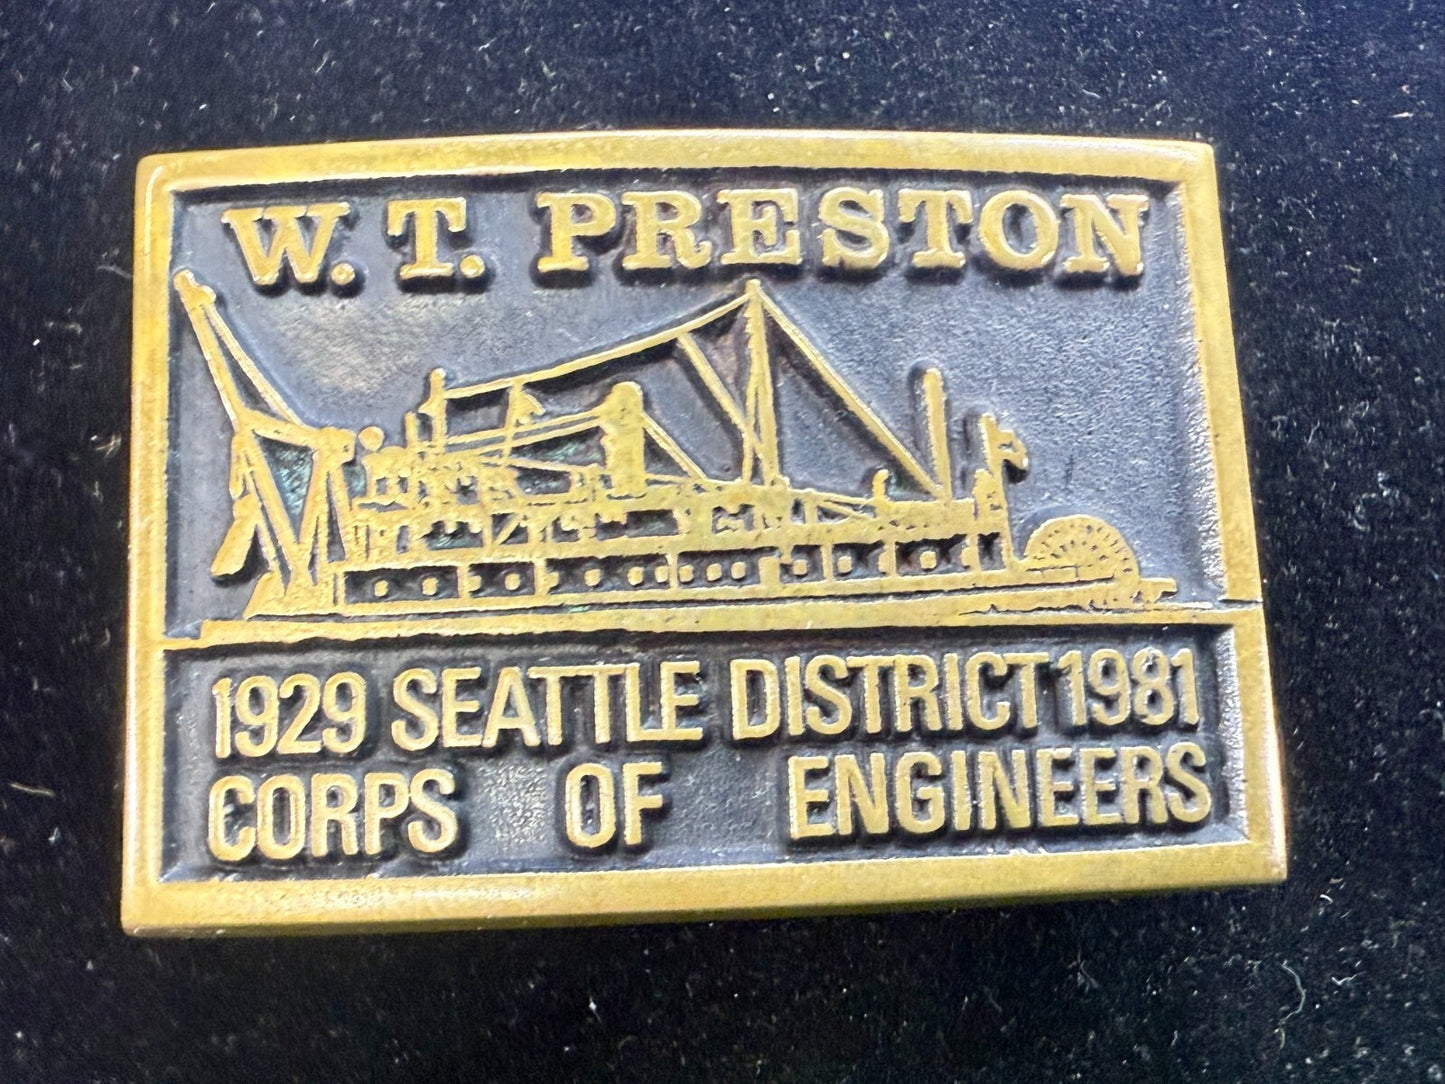 W. T. PRESTON
1929 SEATTLE DISTRICT 1981
CORPS OF ENGINEERS